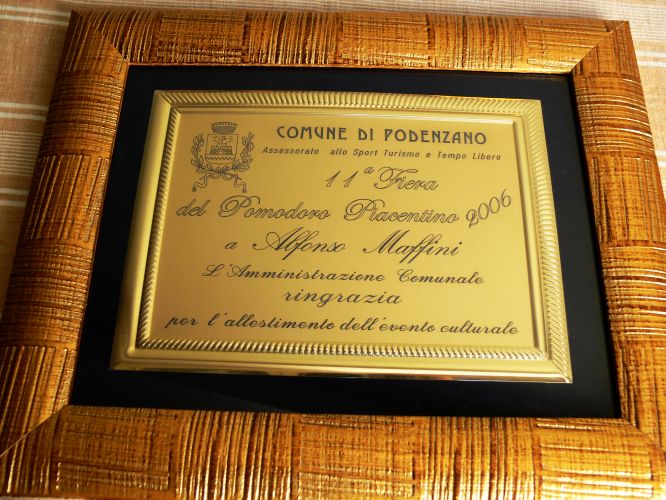 COMUNE DI PODENZANO
Assessorato allo Sport Turismo e Tempo Libero
11ª Fiera
del Pomodoro Piacentino 2006
a Alfonso Maffini
L'Amministrazione Comunale
ringrazia
per l'allestimento dell'évento culturale